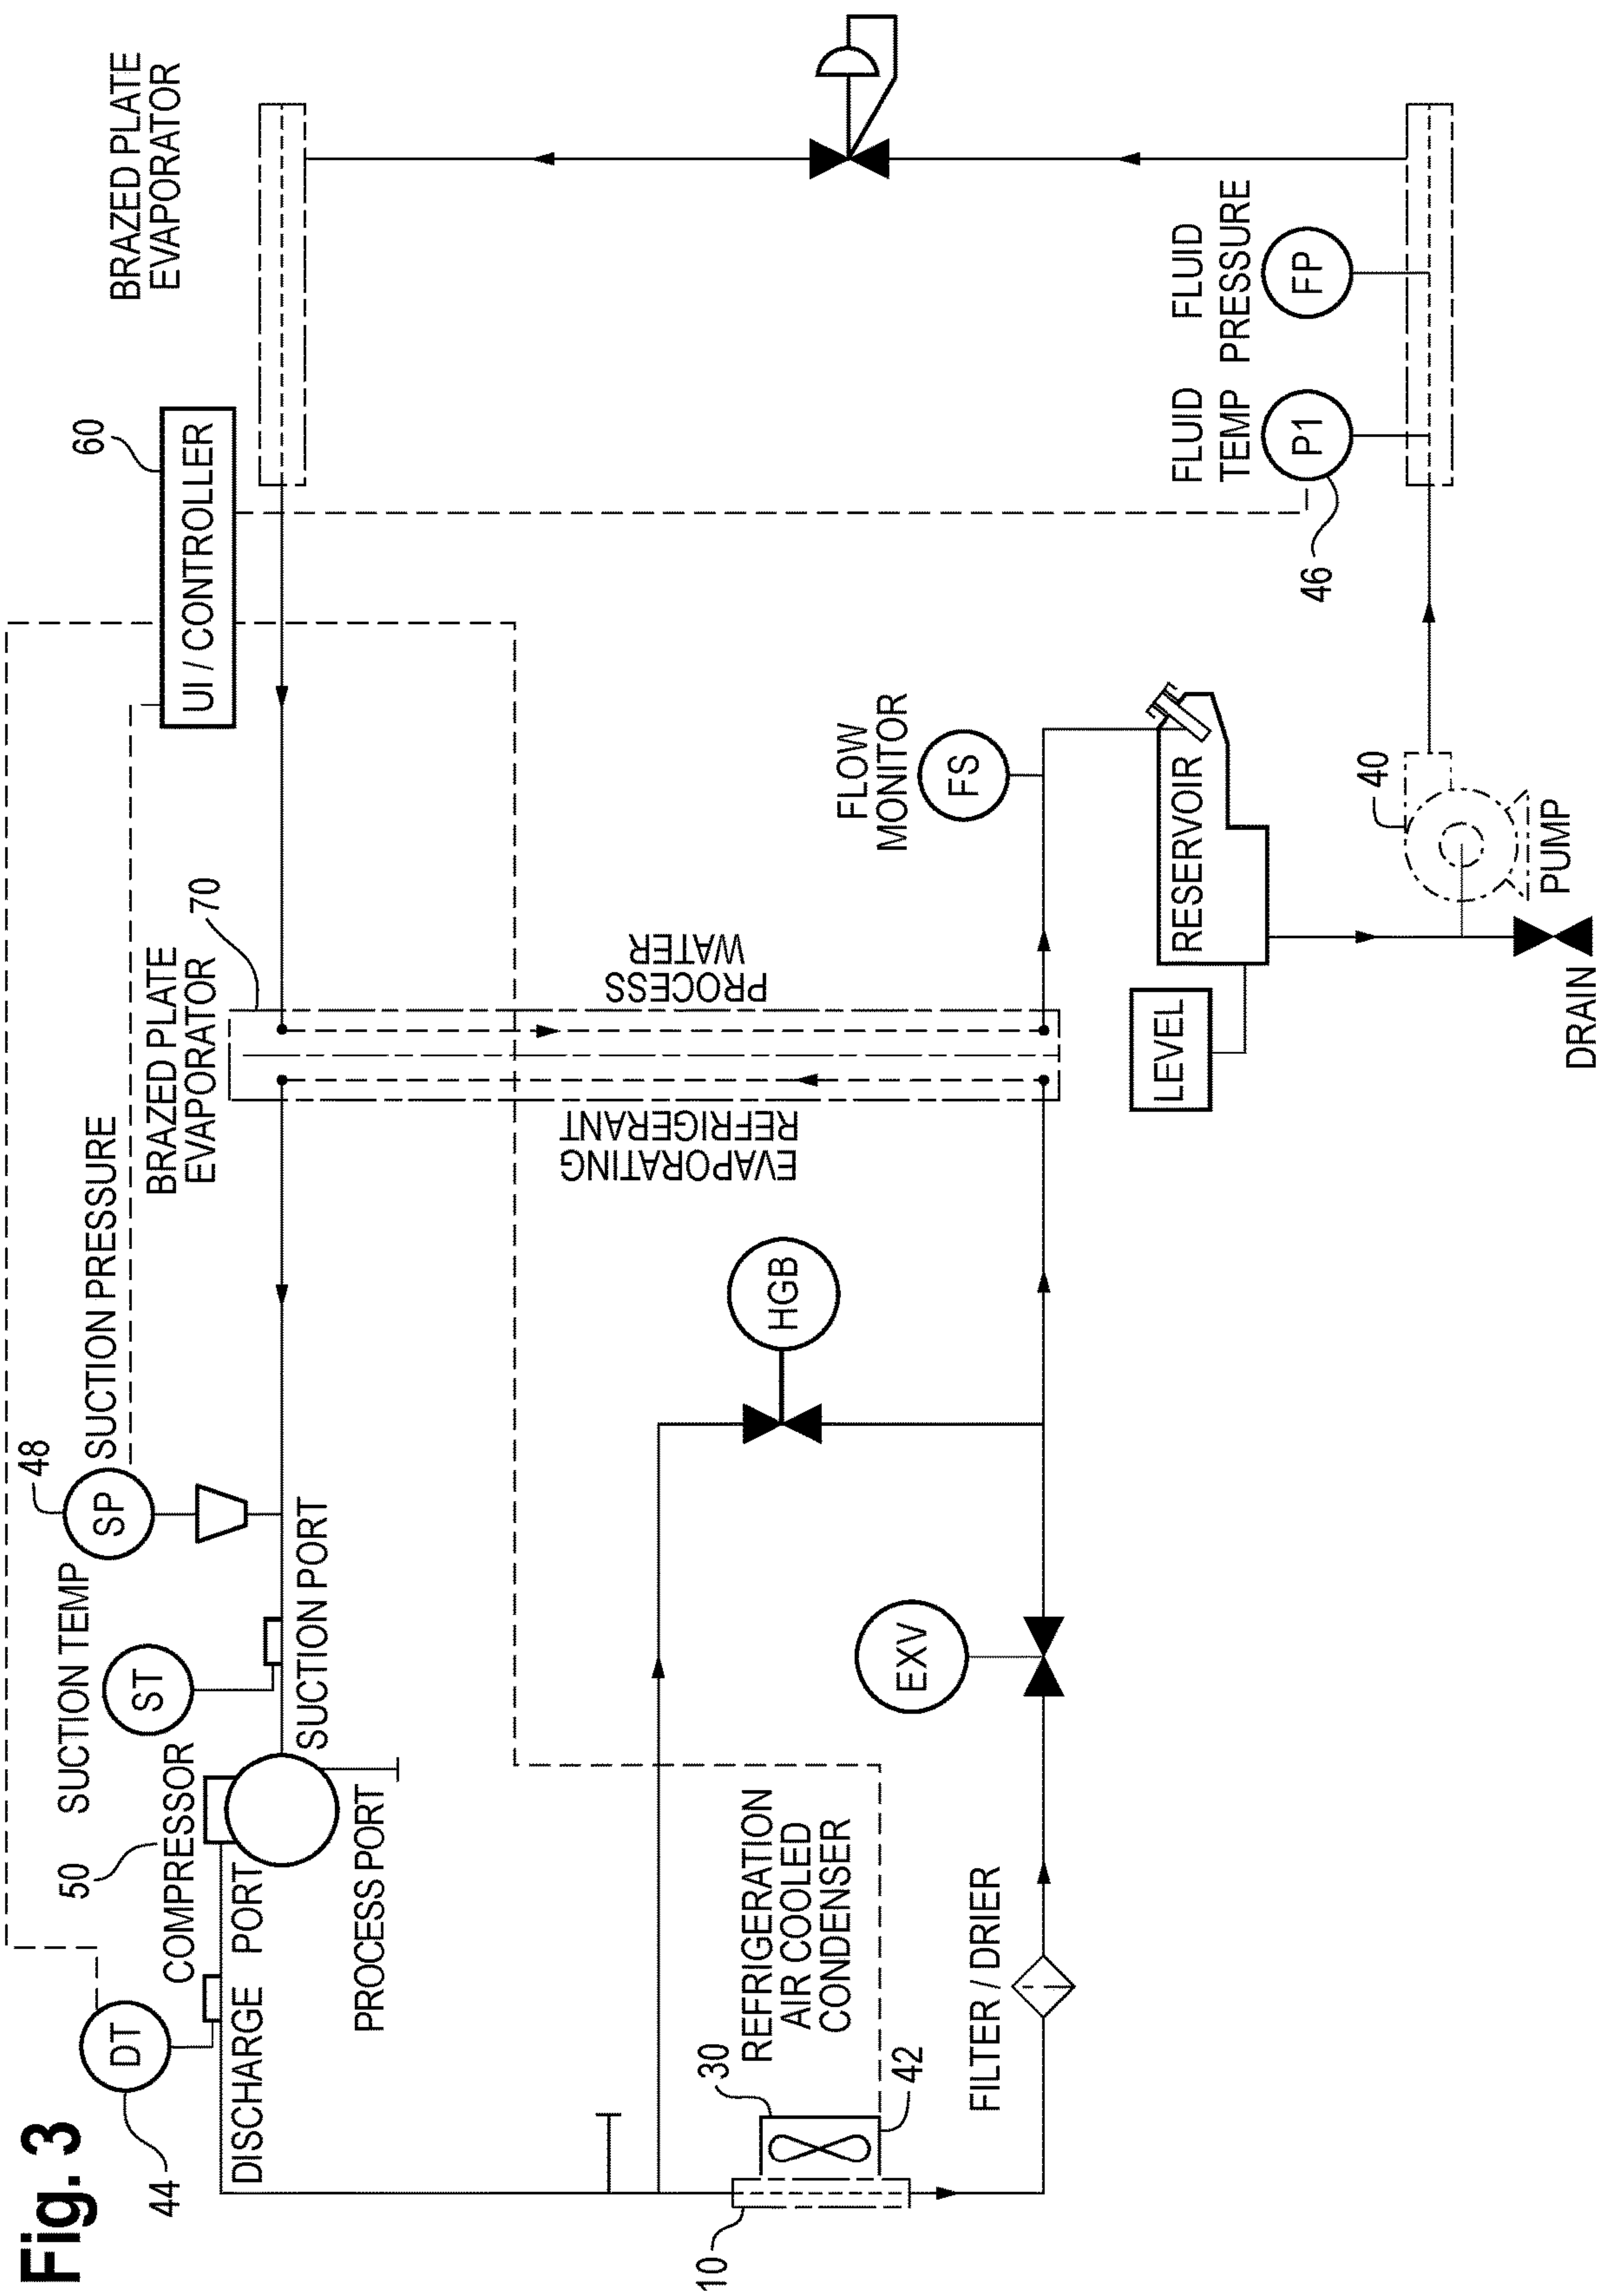 Fig. 3
44
DT
DISCHARGE PORT
50
COMPRESSOR
PROCESS PORT
SUCTION TEMP
ST
SUCTION PORT
48
SP
SUCTION PRESSURE
BRAZED PLATE
EVAPORATOR
70
60
UI / CONTROLLER
BRAZED PLATE
EVAPORATOR
10
30
42
REFRIGERATION
AIR COOLED
CONDENSER
FILTER / DRIER
EXV
HGB
EVAPORATING
REFRIGERANT
PROCESS
WATER
FLOW
MONITOR
FS
LEVEL
RESERVOIR
DRAIN
40
PUMP
46
FLUID
TEMP
P1
FLUID
PRESSURE
FP